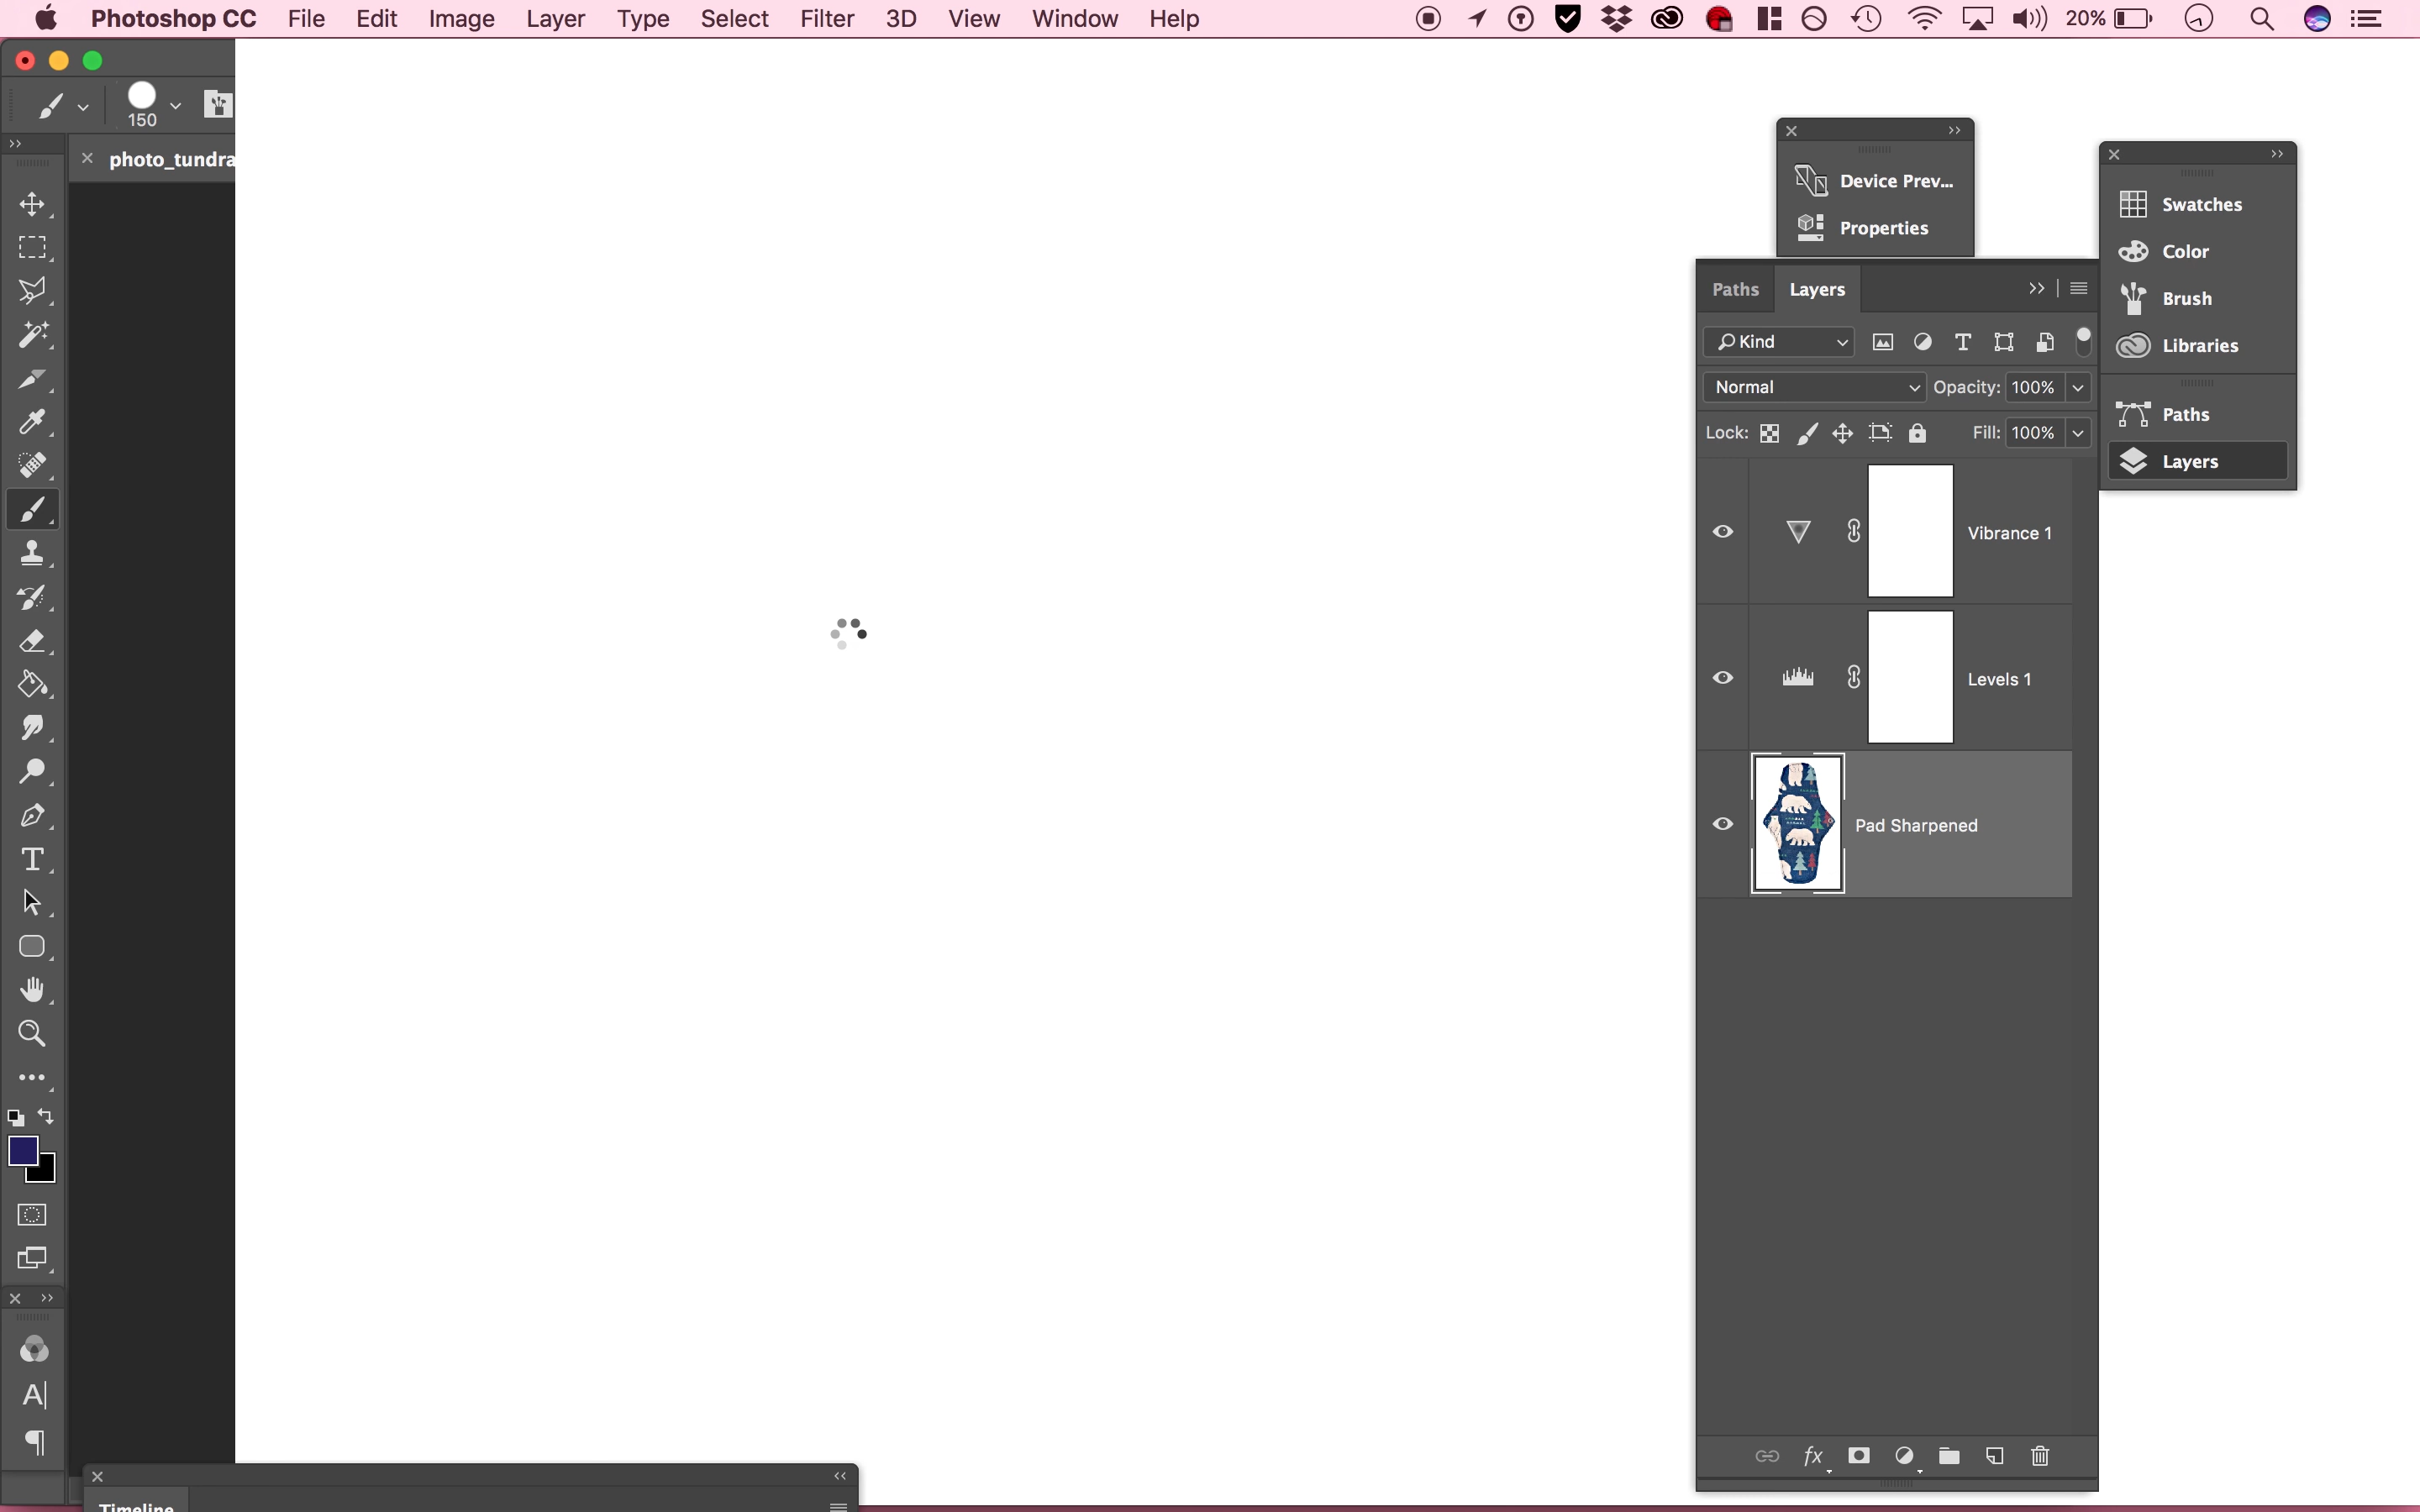 Photoshop CC File Edit Image Layer Type Select Filter 3D View Window Help 20%
150
photo_tundra
Device Prev...
Properties
Swatches
Color
Brush
Libraries
Paths
Layers
Paths Layers
Kind
Normal Opacity: 100%
Lock: Fill: 100%
Vibrance 1
Levels 1
Pad Sharpened
Timeline